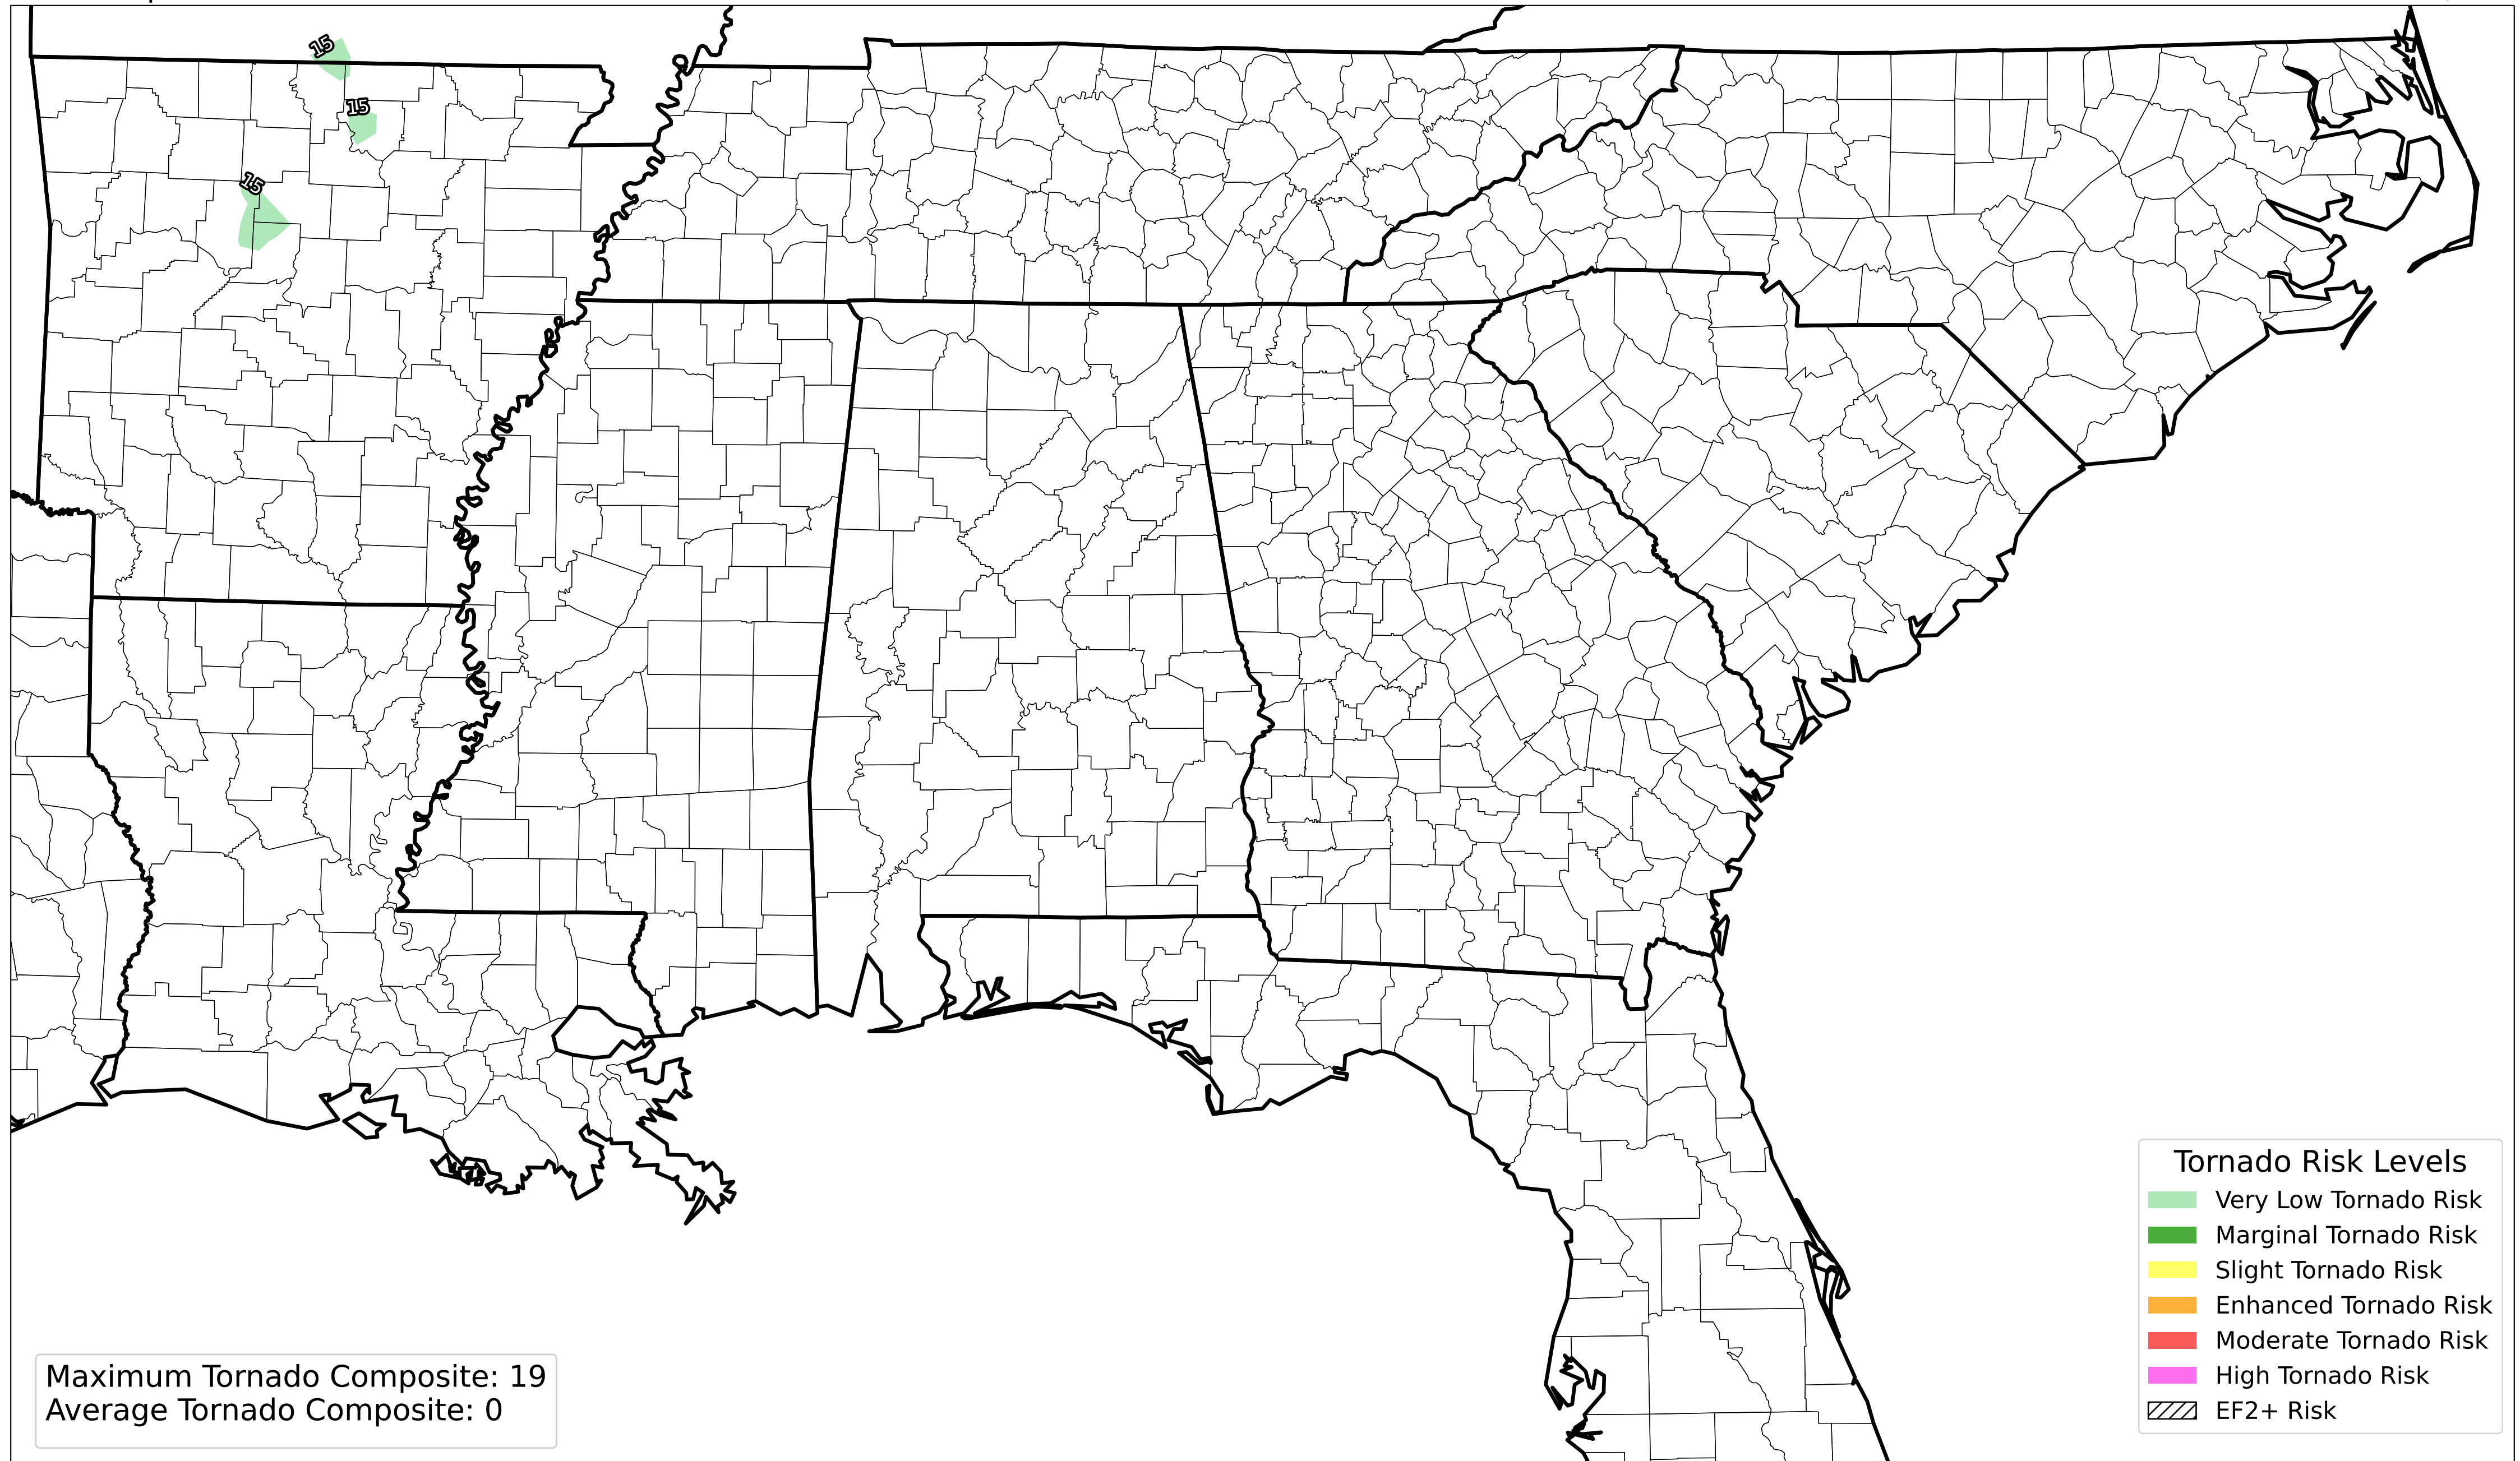 15
15
15
Tornado Risk Levels
Very Low Tornado Risk
Marginal Tornado Risk
Slight Tornado Risk
Enhanced Tornado Risk
Moderate Tornado Risk
High Tornado Risk
EF2+ Risk
Maximum Tornado Composite: 19
Average Tornado Composite: 0